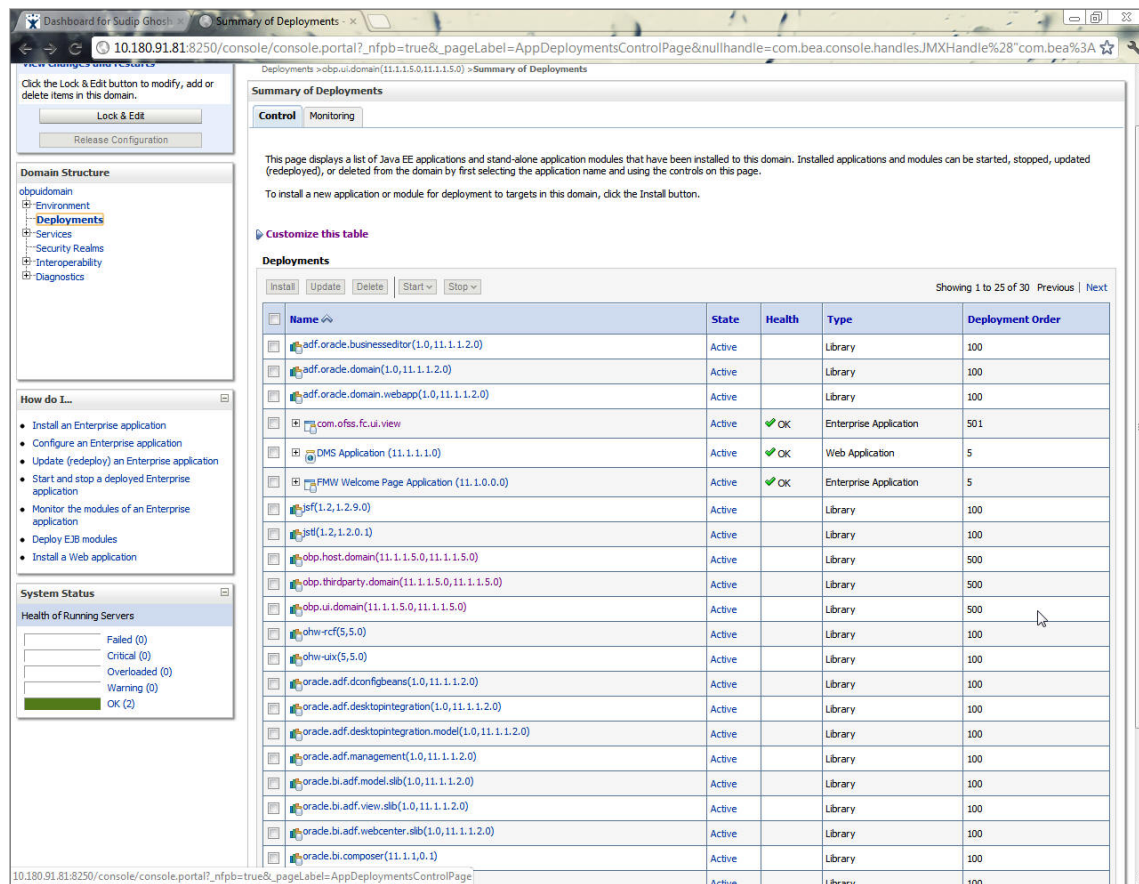 Dashboard for Sudip Ghosh
Summary of Deployments -
10.180.91.81:8250/console/console.portal?_nfpb=true&_pageLabel=AppDeploymentsControlPage&nullhandle=com.bea.console.handles.JMXHandle%28"com.bea%3A
View changes and restarts
Click the Lock & Edit button to modify, add or
delete items in this domain.
Lock & Edit
Release Configuration
Domain Structure
obpuidomain
Environment
Deployments
Services
Security Realms
Interoperability
Diagnostics
How do I...
Install an Enterprise application
Configure an Enterprise application
Update (redeploy) an Enterprise application
Start and stop a deployed Enterprise
application
Monitor the modules of an Enterprise
application
Deploy EJB modules
Install a Web application
System Status
Health of Running Servers
Failed (0)
Critical (0)
Overloaded (0)
Warning (0)
OK (2)
Deployments >obp.ui.domain(11.1.1.5.0,11.1.1.5.0) >Summary of Deployments
Summary of Deployments
Control Monitoring
This page displays a list of Java EE applications and stand-alone application modules that have been installed to this domain. Installed applications and modules can be started, stopped, updated
(redeployed), or deleted from the domain by first selecting the application name and using the controls on this page.
To install a new application or module for deployment to targets in this domain, click the Install button.
Customize this table
Deployments
Install Update Delete Start Stop Showing 1 to 25 of 30 Previous | Next
Name State Health Type Deployment Order
adf.oracle.businesseditor(1.0,11.1.1.2.0) Active Library 100
adf.oracle.domain(1.0,11.1.1.2.0) Active Library 100
adf.oracle.domain.webapp(1.0,11.1.1.2.0) Active Library 100
com.ofss.fc.ui.view Active OK Enterprise Application 501
DMS Application (11.1.1.1.0) Active OK Web Application 5
FMW Welcome Page Application (11.1.0.0.0) Active OK Enterprise Application 5
jsf(1.2,1.2.9.0) Active Library 100
jstl(1.2,1.2.0.1) Active Library 100
obp.host.domain(11.1.1.5.0,11.1.1.5.0) Active Library 500
obp.thirdparty.domain(11.1.1.5.0,11.1.1.5.0) Active Library 500
obp.ui.domain(11.1.1.5.0,11.1.1.5.0) Active Library 500
ohw-rcf(5,5.0) Active Library 100
ohw-uix(5,5.0) Active Library 100
oracle.adf.dconfigbeans(1.0,11.1.1.2.0) Active Library 100
oracle.adf.desktopintegration(1.0,11.1.1.2.0) Active Library 100
oracle.adf.desktopintegration.model(1.0,11.1.1.2.0) Active Library 100
oracle.adf.management(1.0,11.1.1.2.0) Active Library 100
oracle.bi.adf.model.slib(1.0,11.1.1.2.0) Active Library 100
oracle.bi.adf.view.slib(1.0,11.1.1.2.0) Active Library 100
oracle.bi.adf.webcenter.slib(1.0,11.1.1.2.0) Active Library 100
oracle.bi.composer(11.1.1,0.1) Active Library 100
Active Library 100
10.180.91.81:8250/console/console.portal?_nfpb=true&_pageLabel=AppDeploymentsControlPage